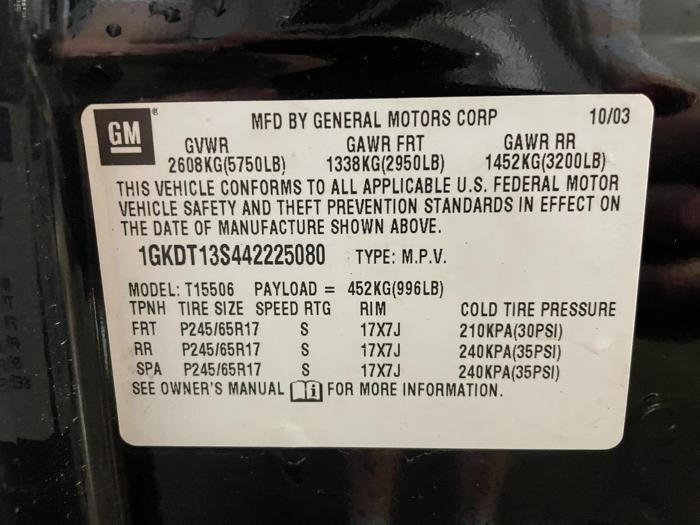 GM®
MFD BY GENERAL MOTORS CORP 10/03
GVWR GAWR FRT GAWR RR
2608KG(5750LB) 1338KG(2950LB) 1452KG(3200LB)
THIS VEHICLE CONFORMS TO ALL APPLICABLE U.S. FEDERAL MOTOR
VEHICLE SAFETY AND THEFT PREVENTION STANDARDS IN EFFECT ON
THE DATE OF MANUFACTURE SHOWN ABOVE.
1GKDT13S442225080 TYPE: M.P.V.
MODEL: T15506 PAYLOAD = 452KG(996LB)
TPNH TIRE SIZE SPEED RTG RIM COLD TIRE PRESSURE
FRT P245/65R17 S 17X7J 210KPA(30PSI)
RR P245/65R17 S 17X7J 240KPA(35PSI)
SPA P245/65R17 S 17X7J 240KPA(35PSI)
SEE OWNER'S MANUAL FOR MORE INFORMATION.